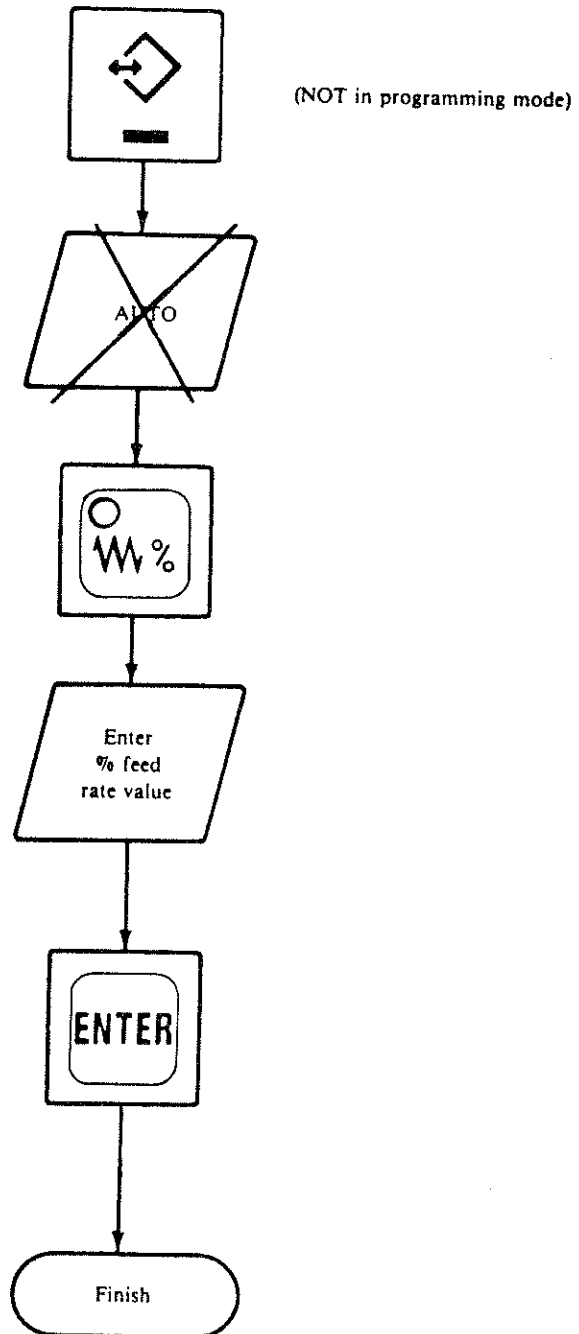 (NOT in programming mode)
AUTO
%
Enter
% feed
rate value
ENTER
Finish